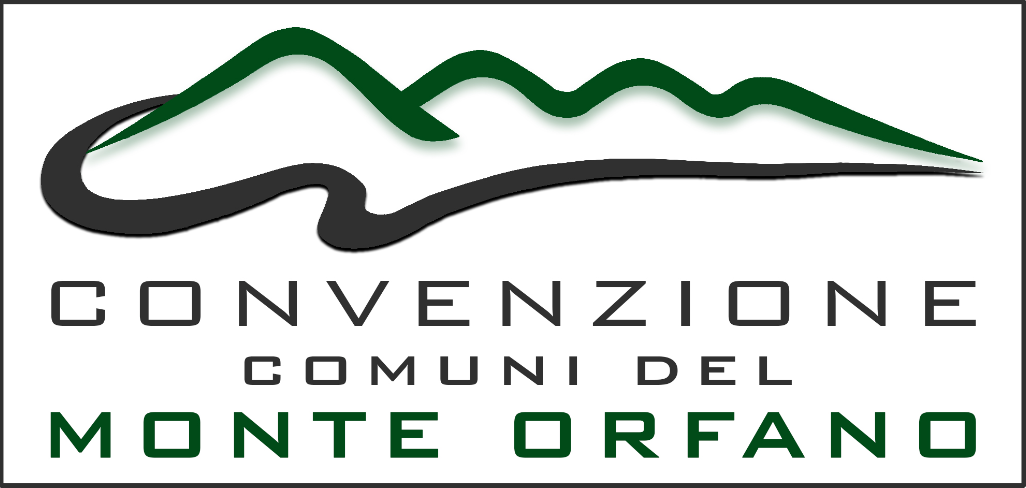 CONVENZIONE
COMUNI DEL
MONTE ORFANO